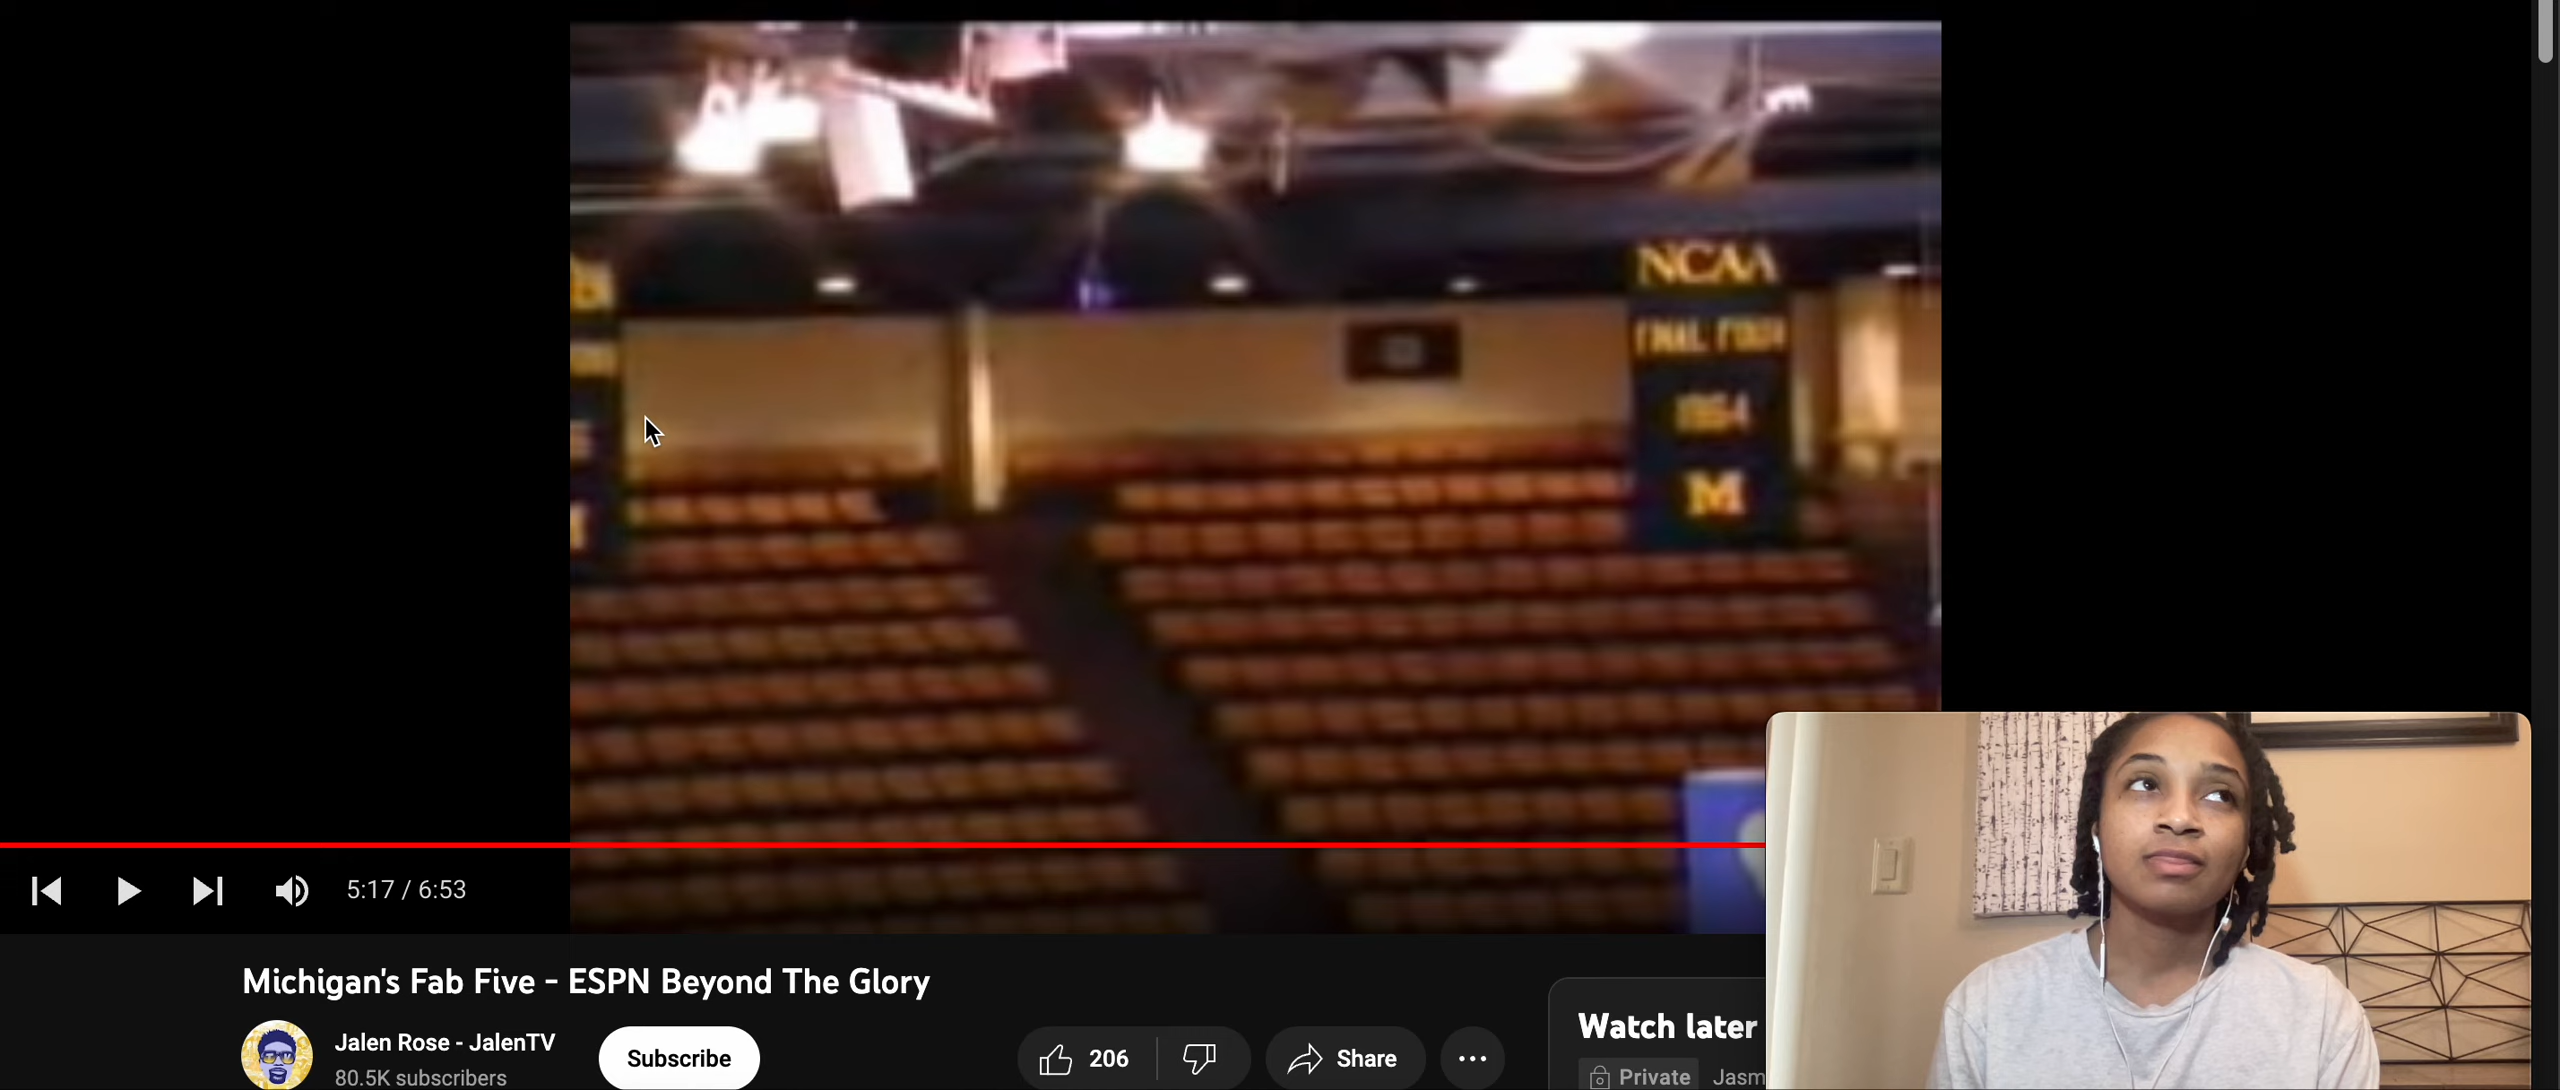 NCAA
FINAL FOUR
1964
M
5:17 / 6:53
Michigan's Fab Five - ESPN Beyond The Glory
Jalen Rose - JalenTV
80.5K subscribers
Subscribe
206
Share
Watch later
Private Jasm